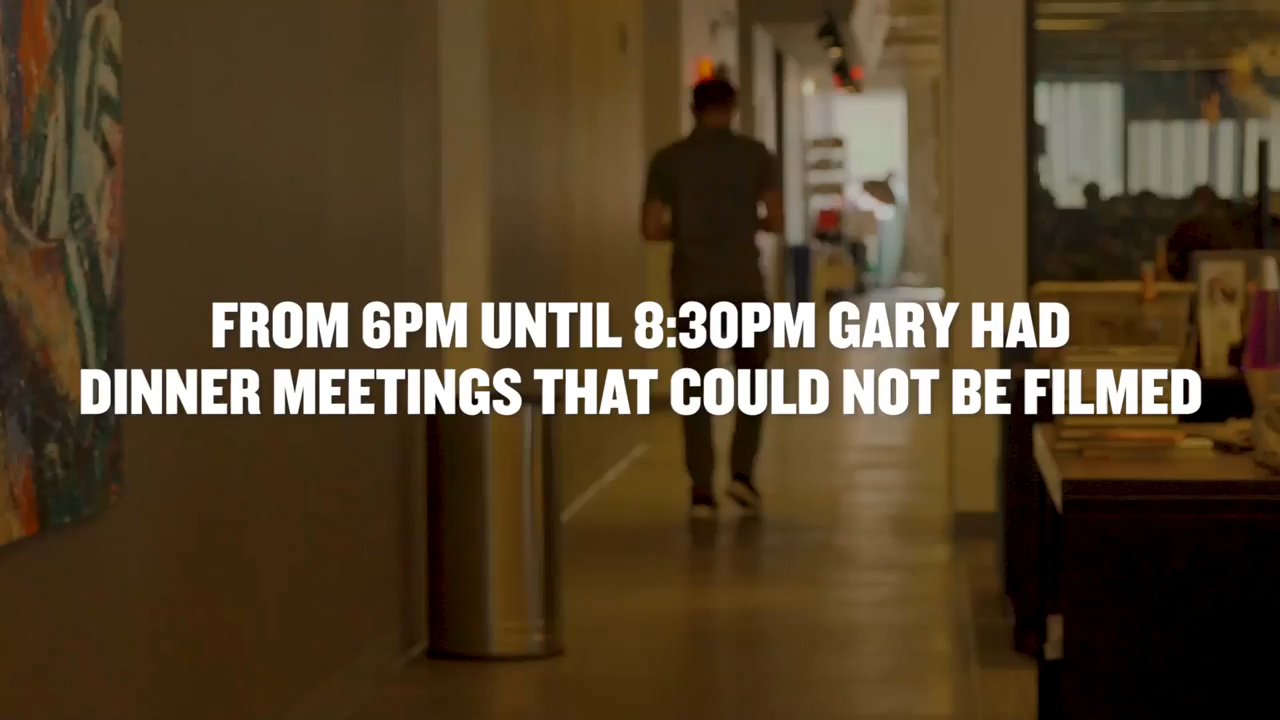 FROM 6PM UNTIL 8:30PM GARY HAD
DINNER MEETINGS THAT COULD NOT BE FILMED